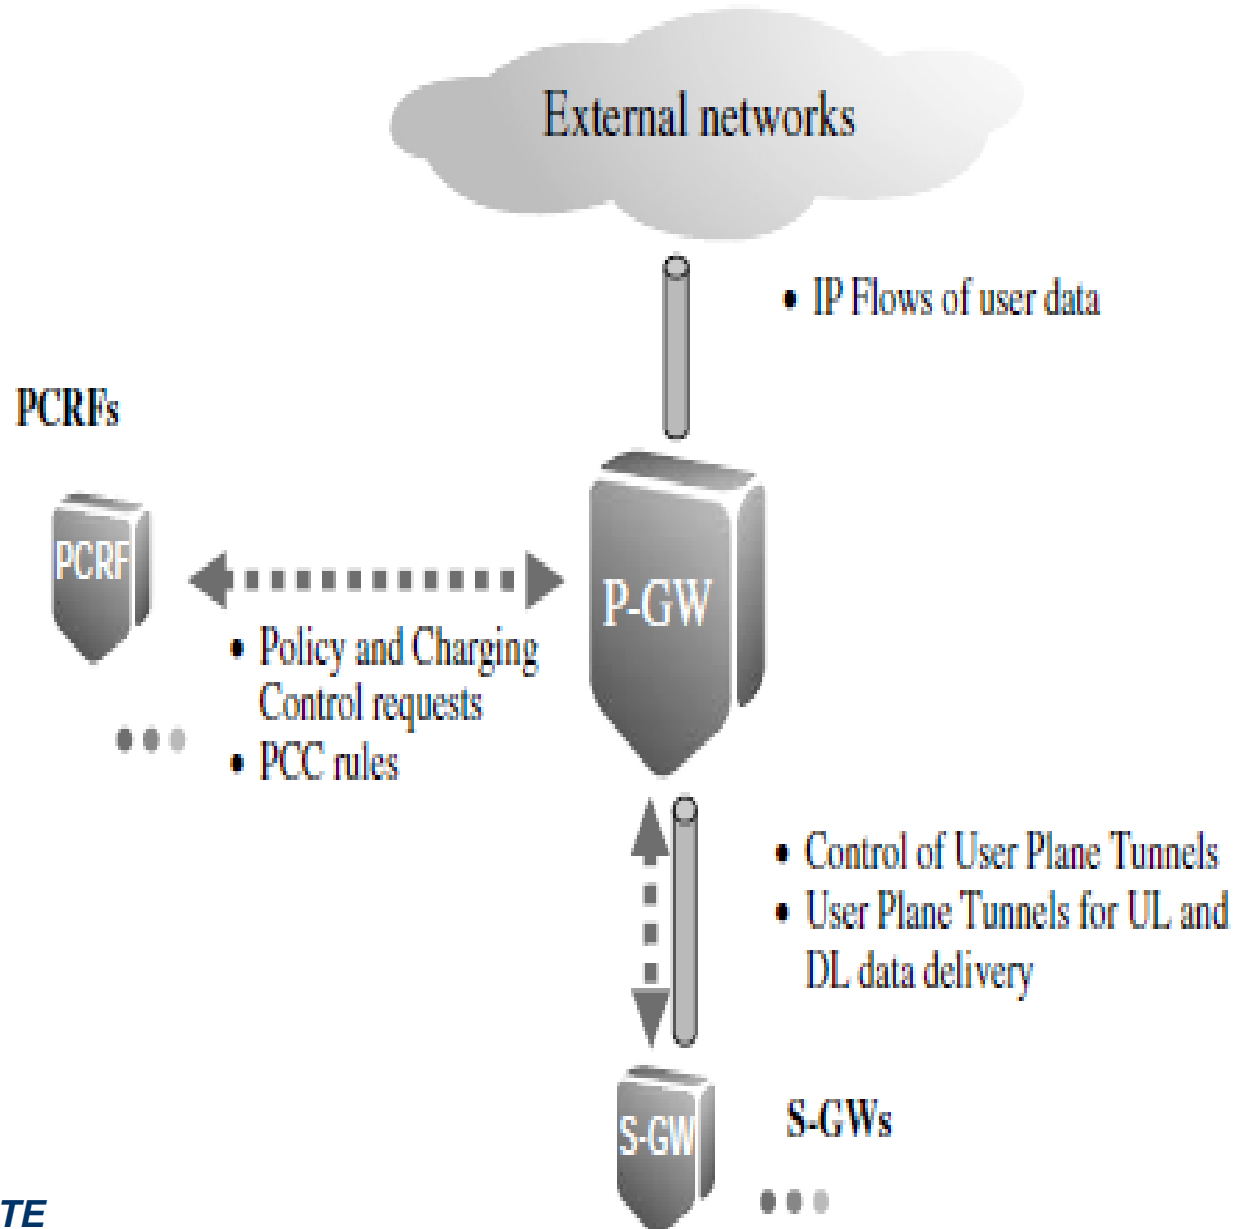 External networks
• IP Flows of user data
PCRFs
PCRF
P-GW
• Policy and Charging
Control requests
• PCC rules
• Control of User Plane Tunnels
• User Plane Tunnels for UL and
DL data delivery
S-GW
S-GWs
TE